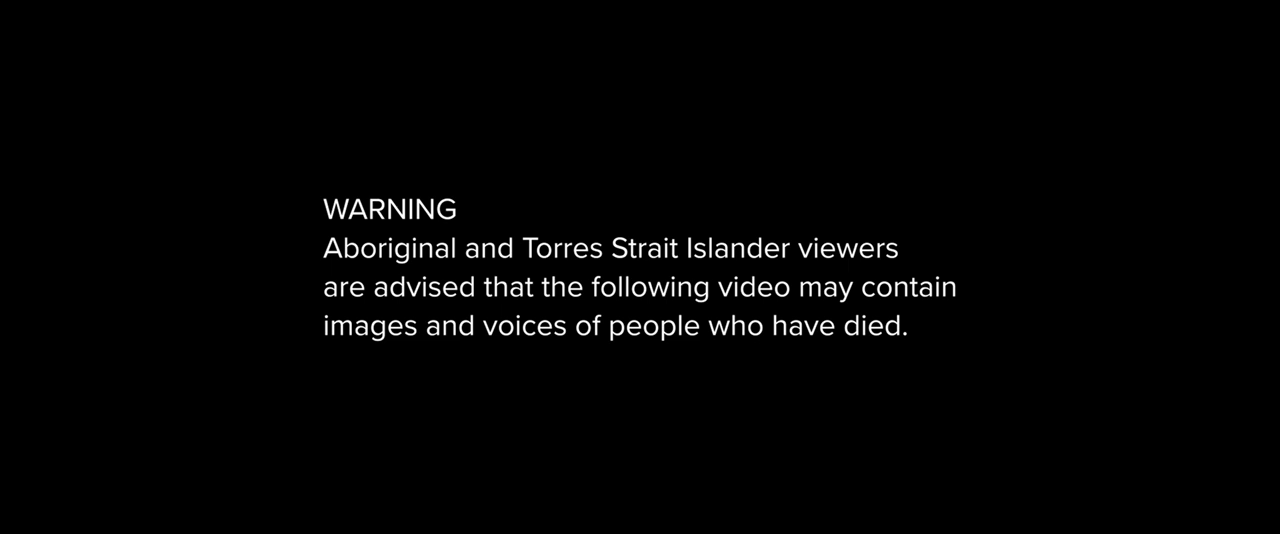 WARNING
Aboriginal and Torres Strait Islander viewers
are advised that the following video may contain
images and voices of people who have died.